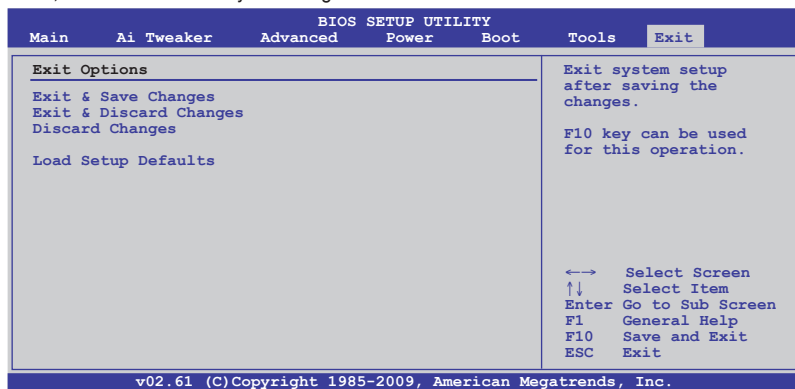 BIOS SETUP UTILITY
Main Ai Tweaker Advanced Power Boot Tools Exit
Exit Options
Exit & Save Changes
Exit & Discard Changes
Discard Changes
Load Setup Defaults
Exit system setup
after saving the
changes.
F10 key can be used
for this operation.
←→ Select Screen
↑↓ Select Item
Enter Go to Sub Screen
F1 General Help
F10 Save and Exit
ESC Exit
v02.61 (C)Copyright 1985-2009, American Megatrends, Inc.